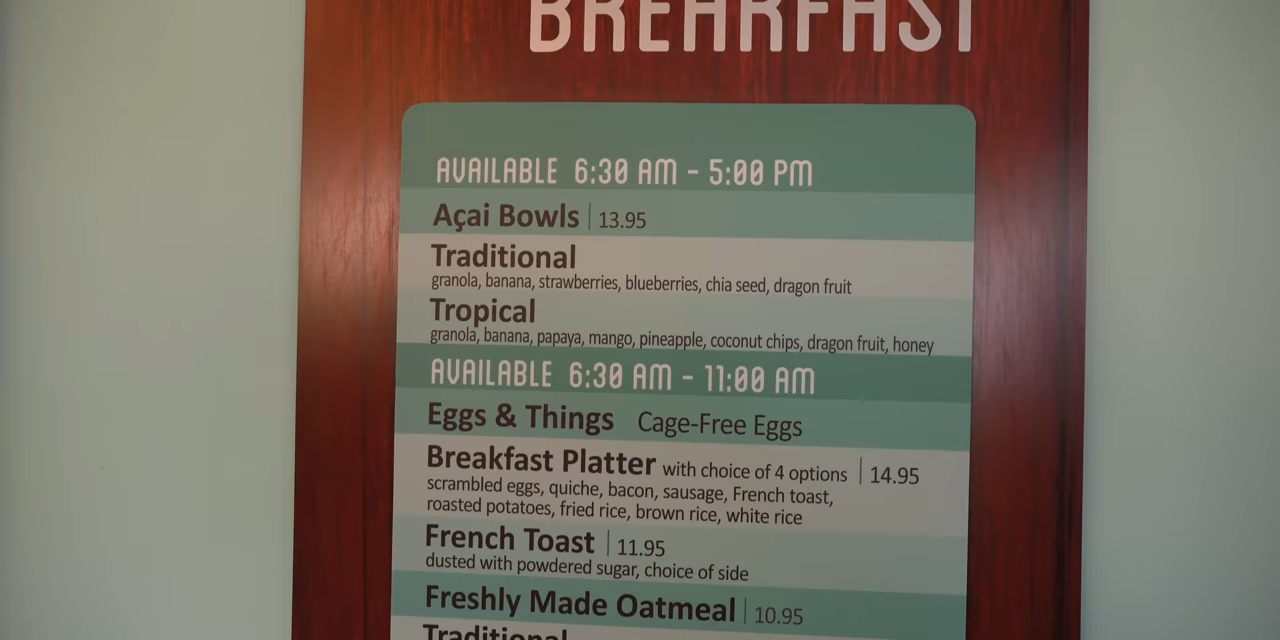 BREAKFAST
AVAILABLE 6:30 AM - 5:00 PM
Açai Bowls | 13.95
Traditional
granola, banana, strawberries, blueberries, chia seed, dragon fruit
Tropical
granola, banana, papaya, mango, pineapple, coconut chips, dragon fruit, honey
AVAILABLE 6:30 AM - 11:00 AM
Eggs & Things Cage-Free Eggs
Breakfast Platter with choice of 4 options | 14.95
scrambled eggs, quiche, bacon, sausage, French toast,
roasted potatoes, fried rice, brown rice, white rice
French Toast | 11.95
dusted with powdered sugar, choice of side
Freshly Made Oatmeal | 10.95
Traditional